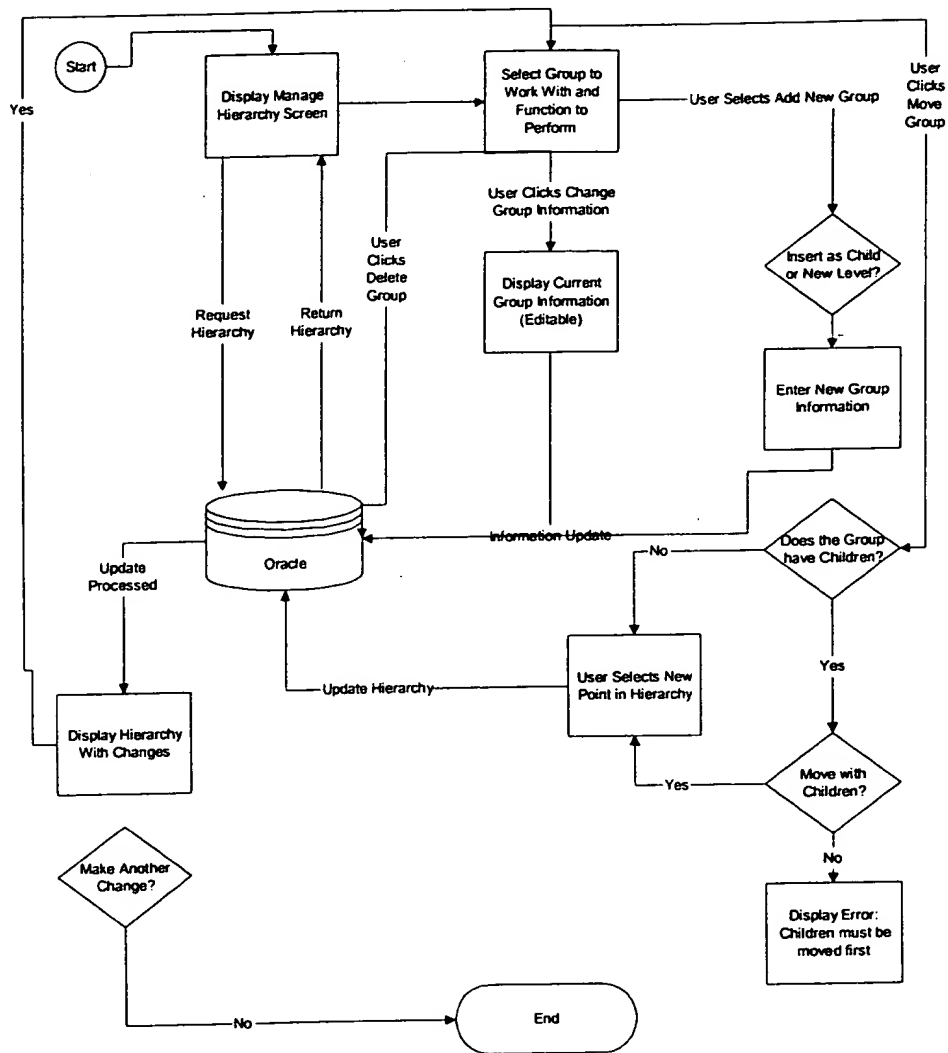 Start
Yes
Display Manage
Hierarchy Screen
Select Group to
Work With and
Function to
Perform
User Selects Add New Group
User
Clicks
Move
Group
User Clicks Change
Group Information
User
Clicks
Delete
Group
Insert as Child
or New Level?
Display Current
Group Information
(Editable)
Request
Hierarchy
Return
Hierarchy
Enter New Group
Information
Information Update
Oracle
Does the Group
have Children?
No
Update
Processed
Yes
Update Hierarchy
User Selects New
Point in Hierarchy
Display Hierarchy
With Changes
Yes
Move with
Children?
No
Make Another
Change?
Display Error:
Children must be
moved first
No
End